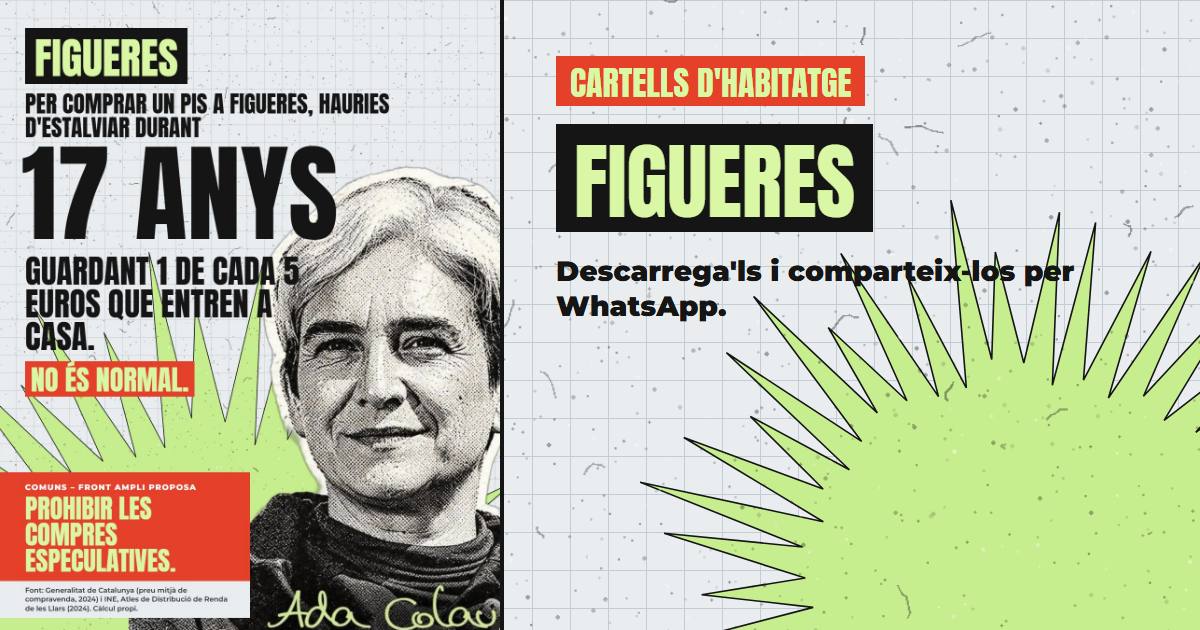 FIGUERES
PER COMPRAR UN PIS A FIGUERES, HAURIES
D'ESTALVIAR DURANT
17 ANYS
GUARDANT 1 DE CADA 5
EUROS QUE ENTREN A
CASA.
NO ÉS NORMAL.
COMUNS – FRONT AMPLI PROPOSA
PROHIBIR LES
COMPRES
ESPECULATIVES.
Font: Generalitat de Catalunya (preu mitjà de
compravenda, 2024) i INE, Atles de Distribució de Renda
de les Llars (2024). Càlcul propi.
Ada Colau
CARTELLS D'HABITATGE
FIGUERES
Descarrega'ls i comparteix-los per
WhatsApp.